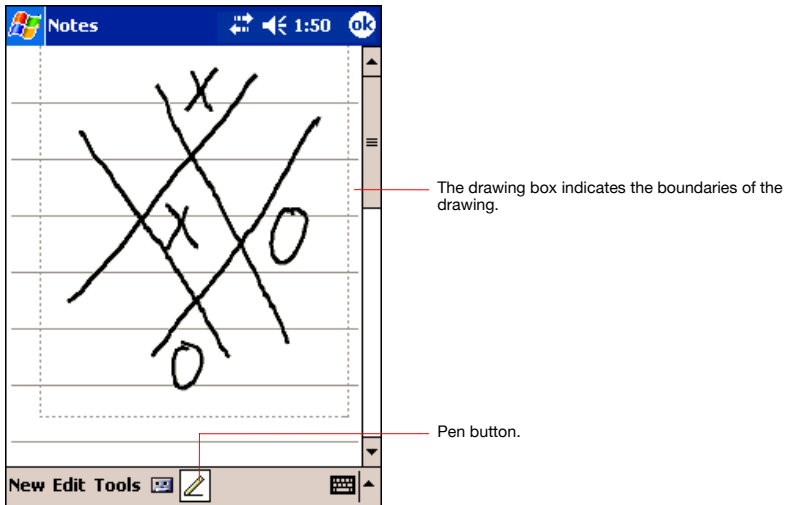 Notes 1:50 ok
X
X
O
O
The drawing box indicates the boundaries of the
drawing.
Pen button.
New Edit Tools